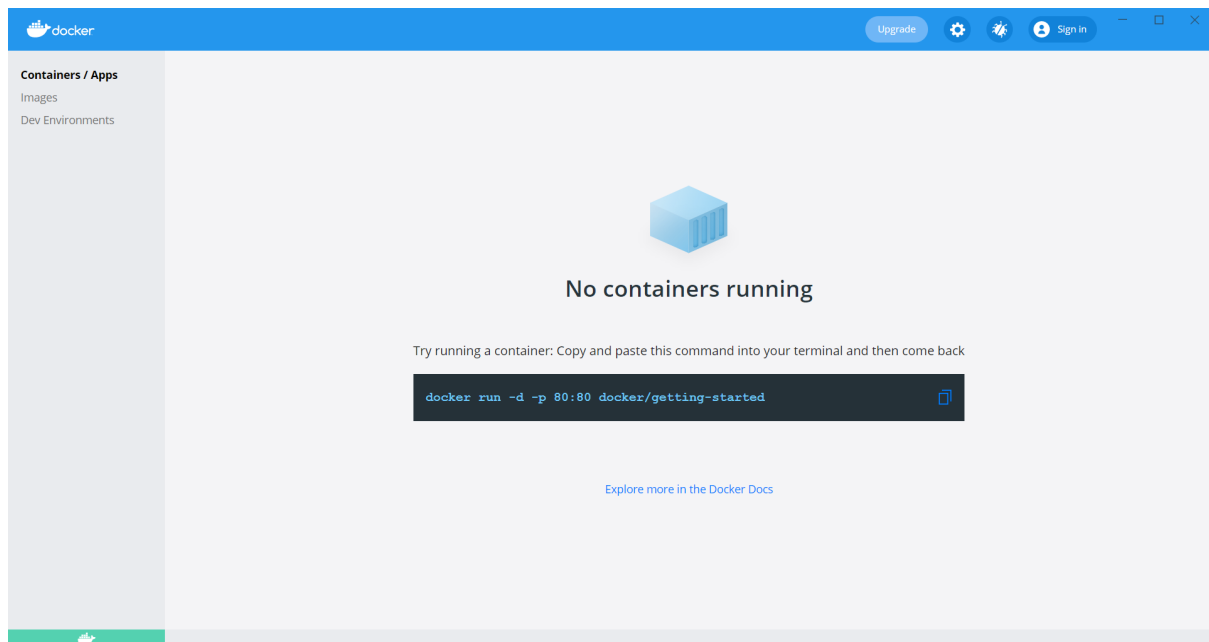 docker
Upgrade
Sign in
Containers / Apps
Images
Dev Environments
No containers running
Try running a container: Copy and paste this command into your terminal and then come back
docker run -d -p 80:80 docker/getting-started
Explore more in the Docker Docs